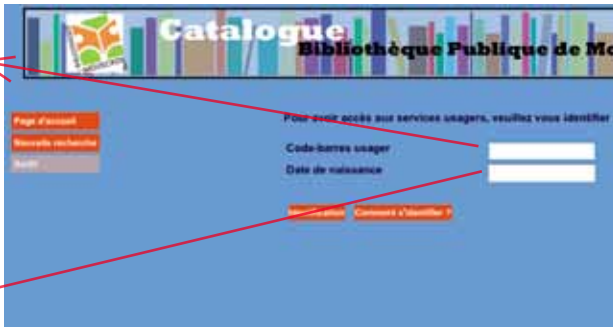 Catalogue
Bibliothèque Publique de Mo
Page d'accueil
Nouvelle recherche
Pour avoir accès aux services usagers, veuillez vous identifier
Code-barres usager
Date de naissance
Identification
Comment s'identifier ?